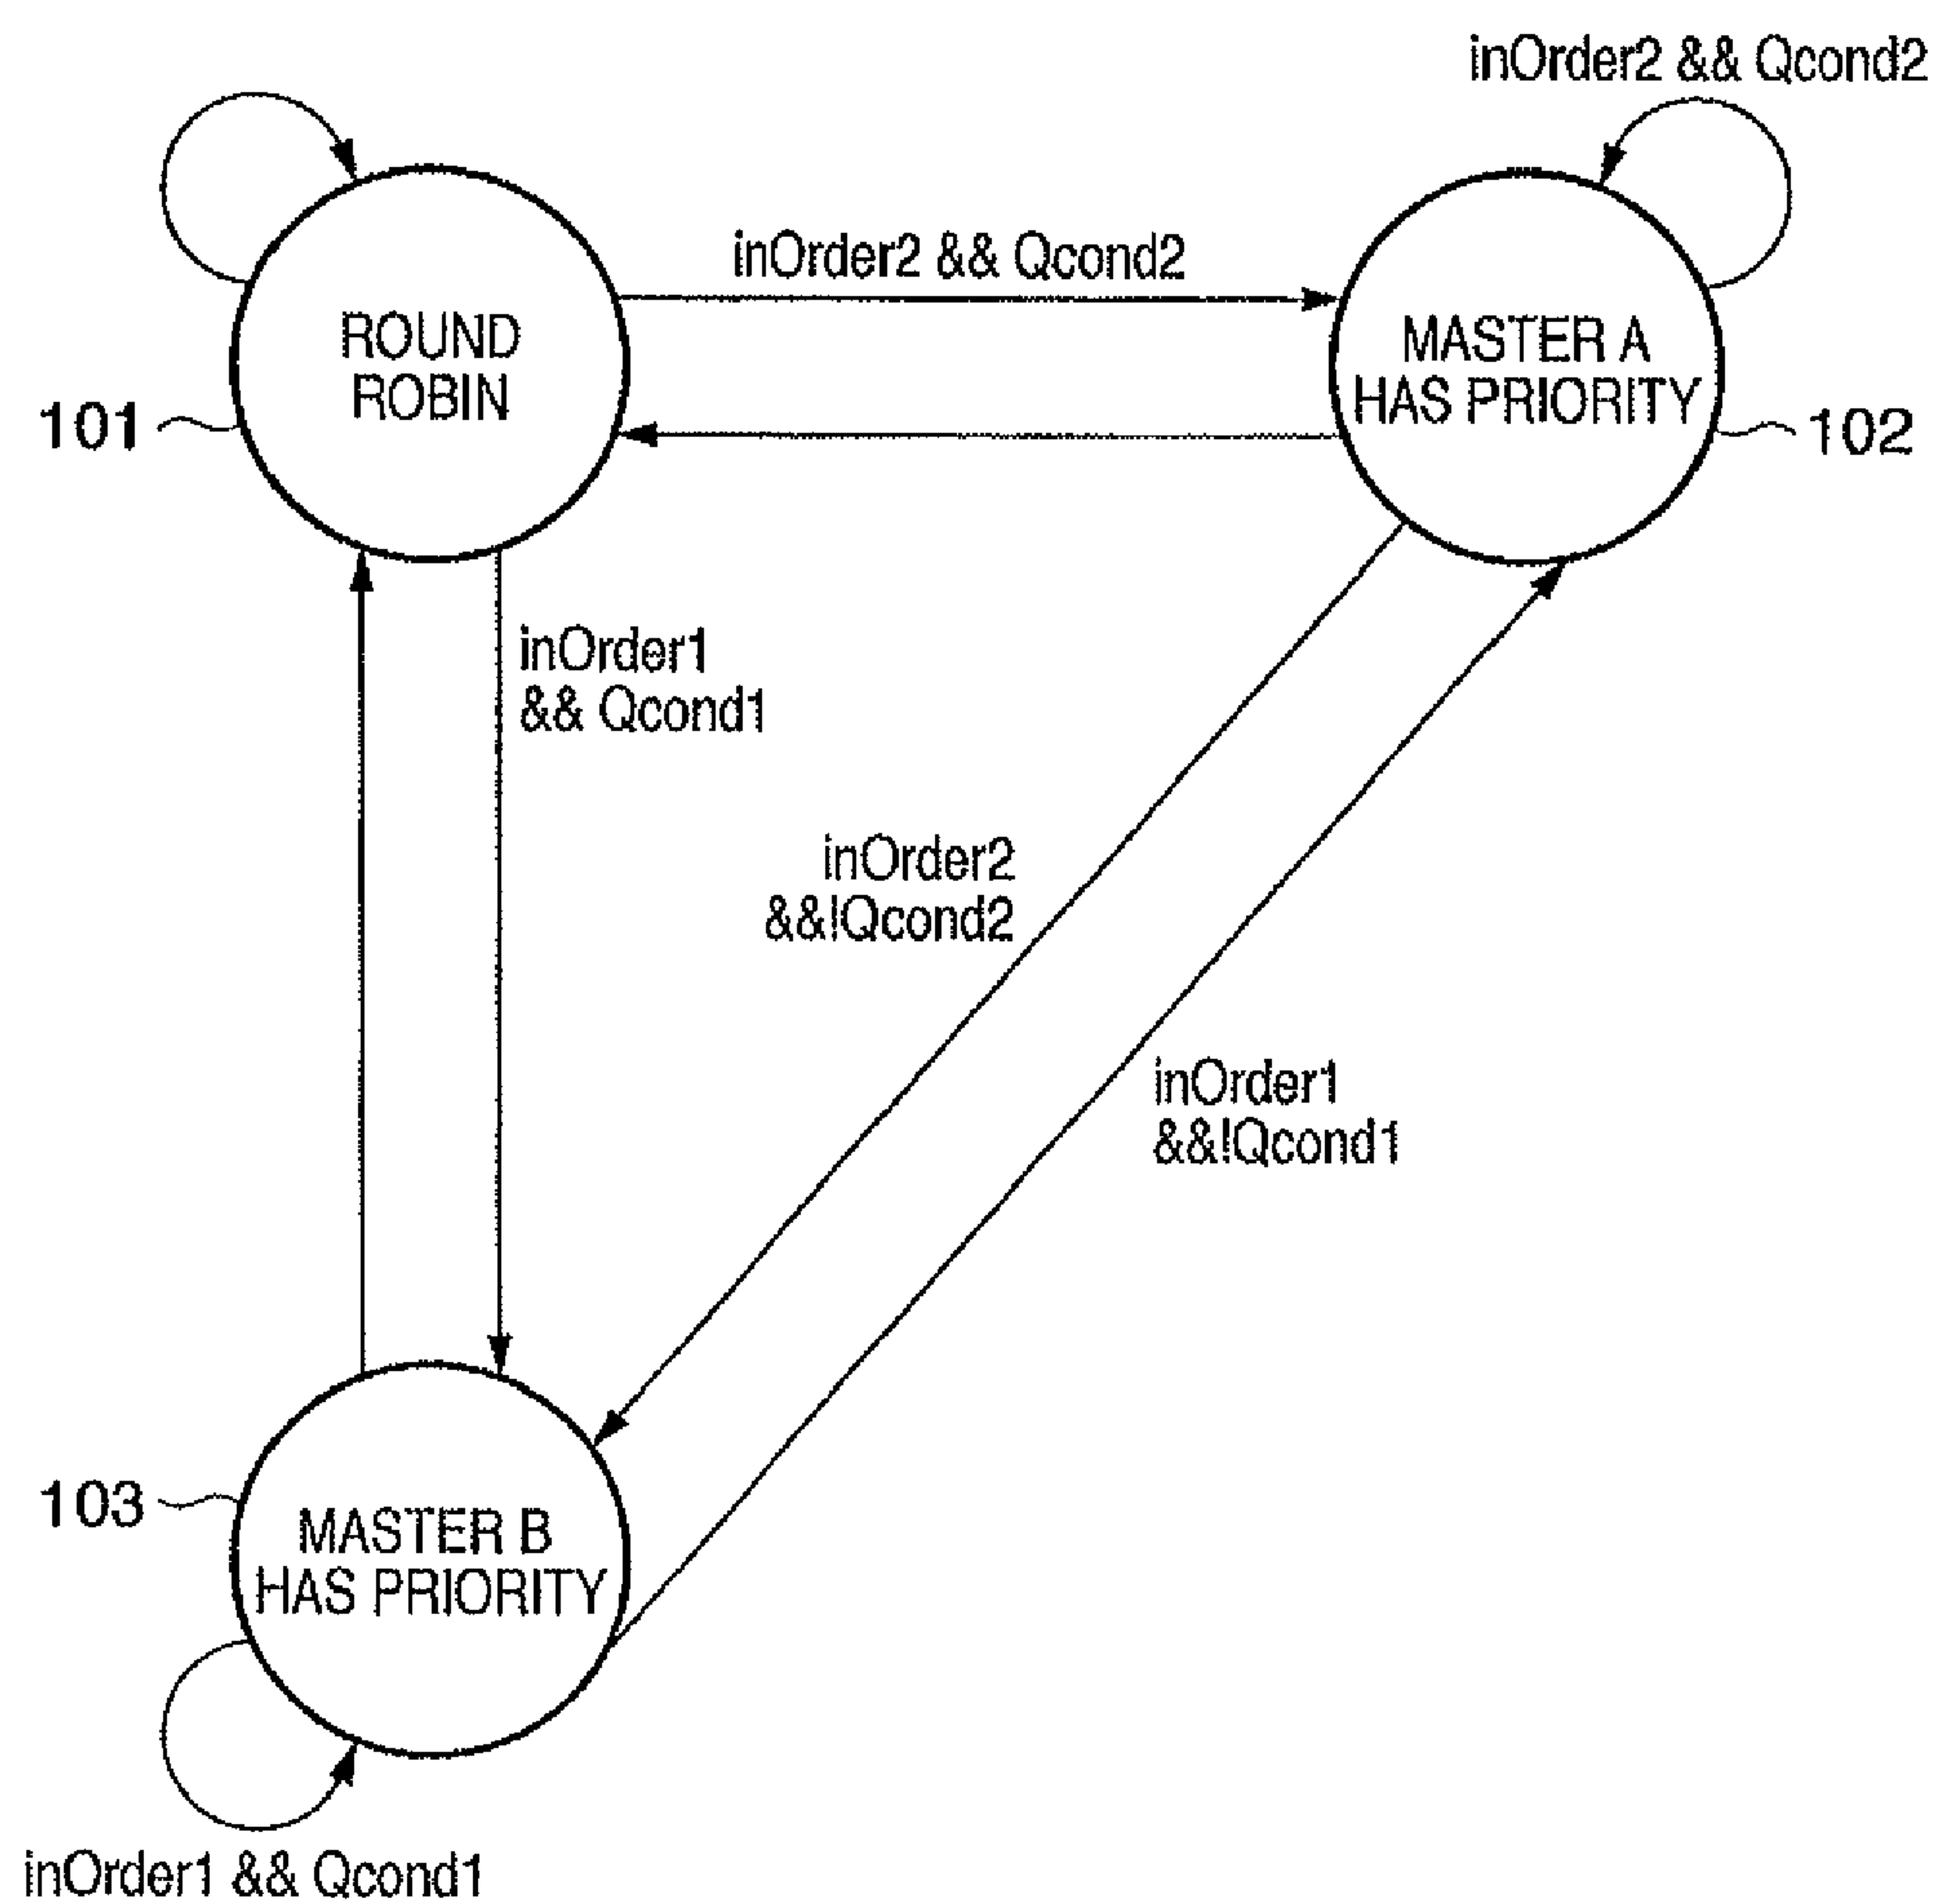 inOrder2 && Qcond2
inOrder2 && Qcond2
ROUND
ROBIN
MASTER A
HAS PRIORITY
101
102
inOrder1
&& Qcond1
inOrder2
&&!Qcond2
inOrder1
&&!Qcond1
103
MASTER B
HAS PRIORITY
inOrder1 && Qcond1